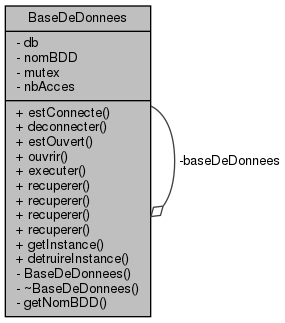 BaseDeDonnees
- db
- nomBDD
- mutex
- nbAcces
+ estConnecte()
+ deconnecter()
+ estOuvert()
+ ouvrir()
+ executer()
+ recuperer()
+ recuperer()
+ recuperer()
+ recuperer()
+ getInstance()
+ detruireInstance()
- BaseDeDonnees()
- ~BaseDeDonnees()
- getNomBDD()
-baseDeDonnees